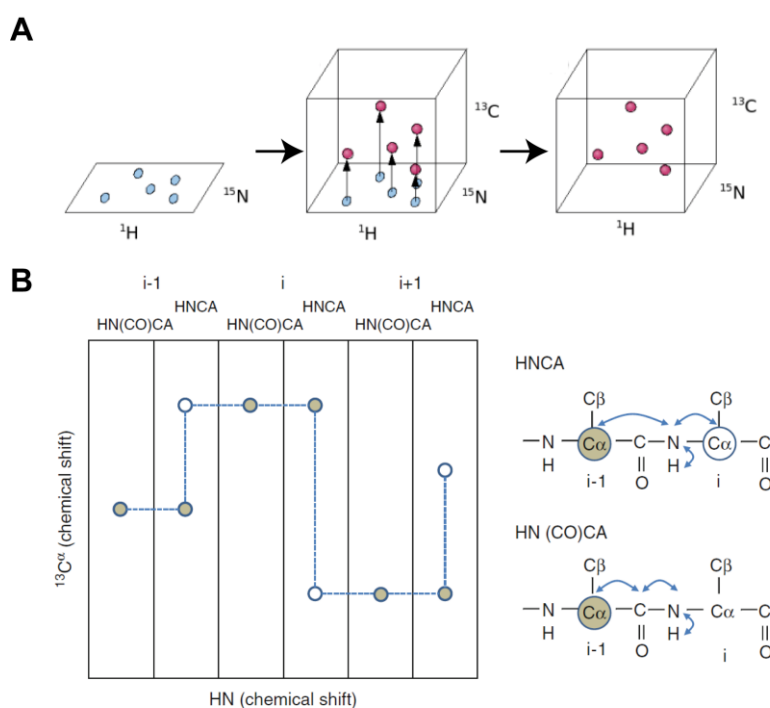 A
¹³C
¹⁵N
¹H
¹³C
¹⁵N
¹H
¹⁵N
¹H
B
i-1
i
i+1
HN(CO)CA
HNCA
HN(CO)CA
HNCA
HN(CO)CA
HNCA
¹³Cᵅ (chemical shift)
HN (chemical shift)
HNCA
Cβ
Cβ
N
Cα
C
N
Cα
C
H
H
O
O
i-1
i
HN (CO)CA
Cβ
Cβ
N
Cα
C
N
Cα
C
H
H
O
O
i-1
i